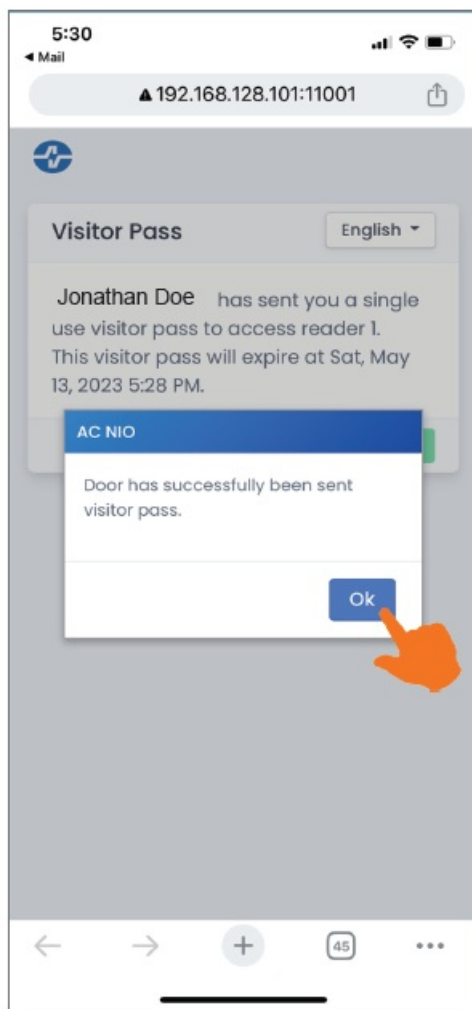 5:30
◀ Mail
192.168.128.101:11001
Visitor Pass
English
Jonathan Doe has sent you a single
use visitor pass to access reader 1.
This visitor pass will expire at Sat, May
13, 2023 5:28 PM.
AC NIO
Door has successfully been sent
visitor pass.
Ok
45